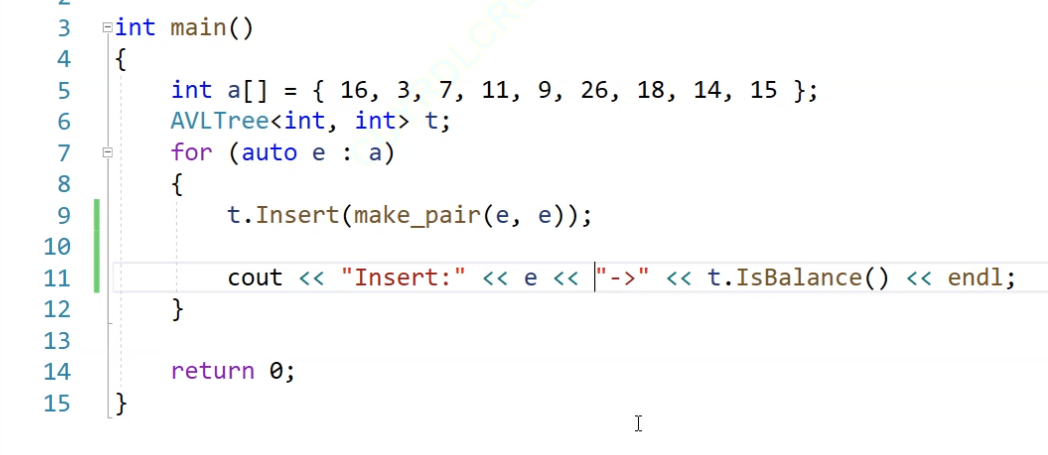 3 int main()
4 {
5 int a[] = { 16, 3, 7, 11, 9, 26, 18, 14, 15 };
6 AVLTree<int, int> t;
7 for (auto e : a)
8 {
9 t.Insert(make_pair(e, e));
10
11 cout << "Insert:" << e << "->" << t.IsBalance() << endl;
12 }
13
14 return 0;
15 }